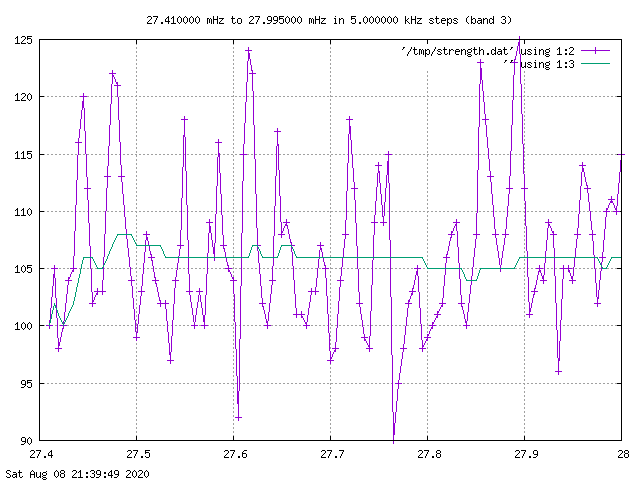 27.410000 mHz to 27.995000 mHz in 5.000000 kHz steps (band 3)
'/tmp/strength.dat' using 1:2
'' using 1:3
125
120
115
110
105
100
95
90
27.4 27.5 27.6 27.7 27.8 27.9 28
Sat Aug 08 21:39:49 2020